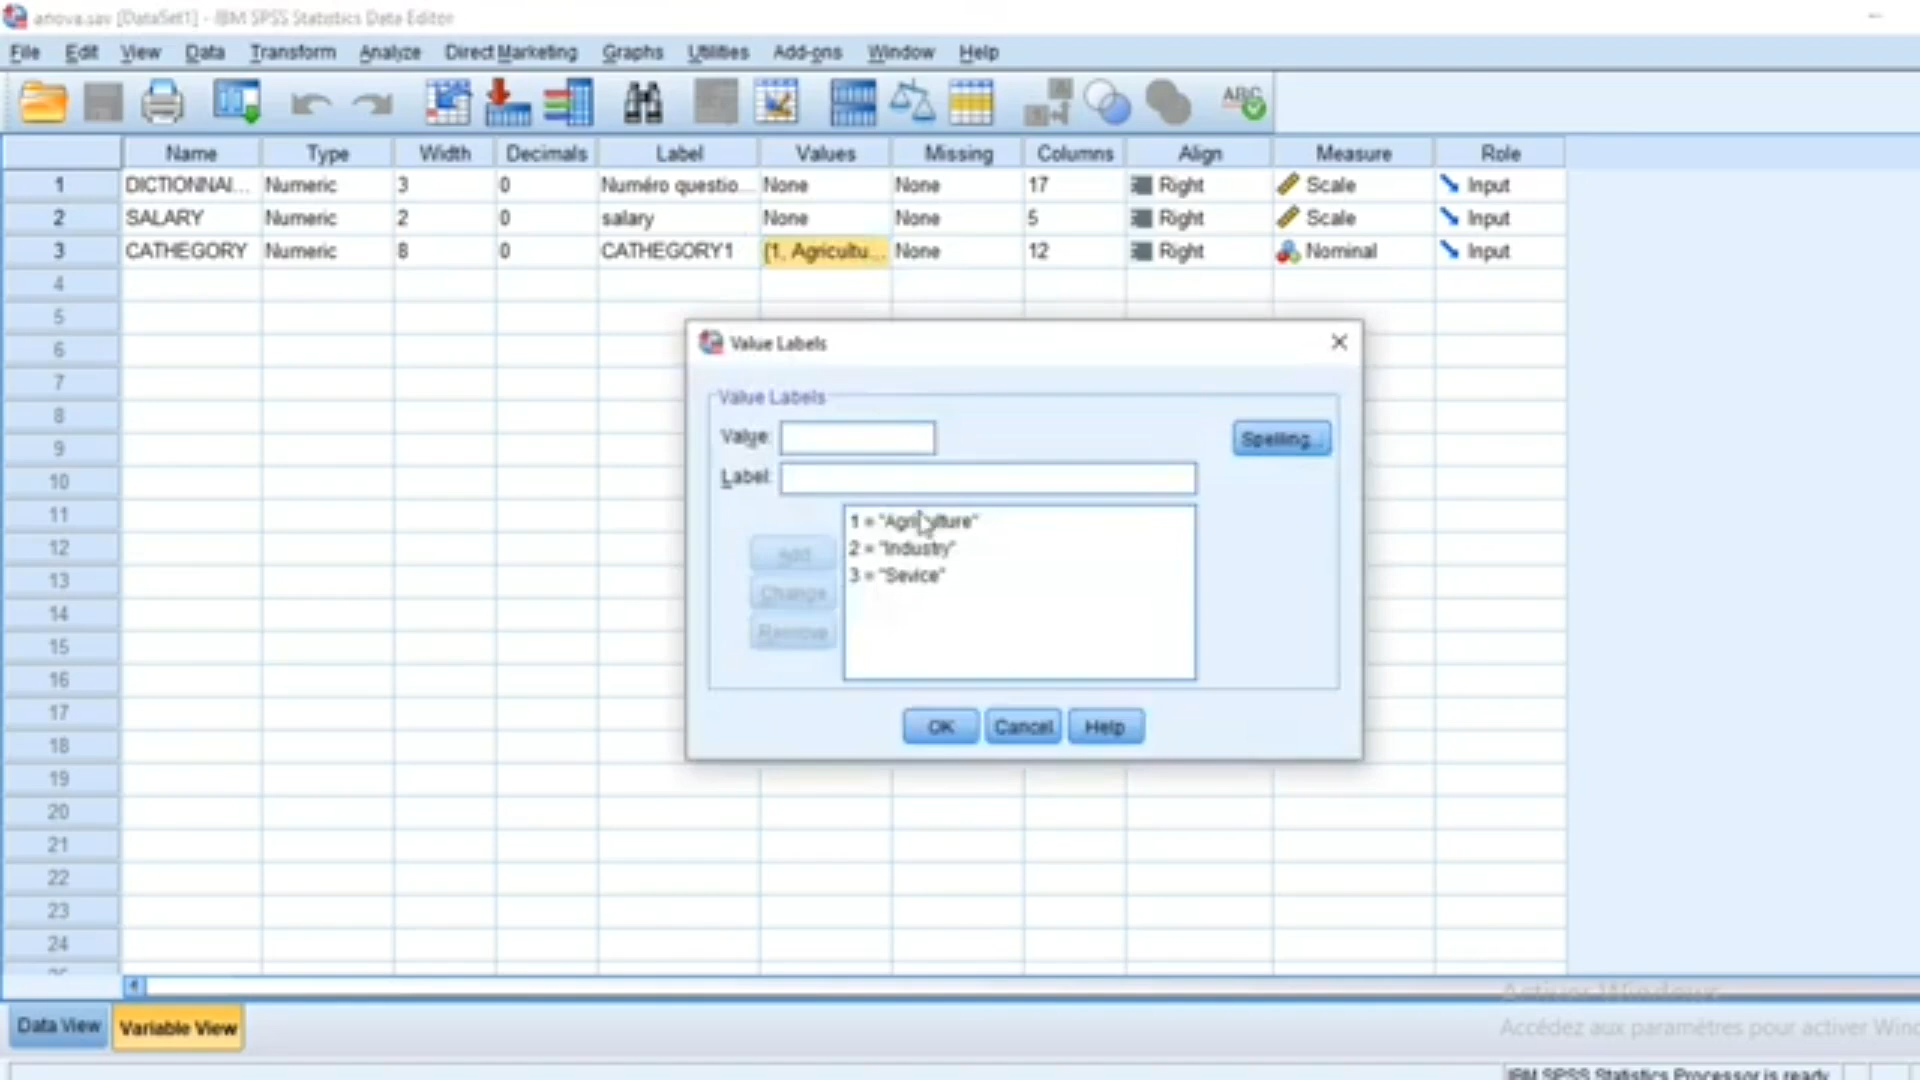 anova.sav [DataSet1] - IBM SPSS Statistics Data Editor
File Edit View Data Transform Analyze Direct Marketing Graphs Utilities Add-ons Window Help
Name Type Width Decimals Label Values Missing Columns Align Measure Role
1 DICTIONNAI... Numeric 3 0 Numéro questio... None None 17 Right Scale Input
2 SALARY Numeric 2 0 salary None None 5 Right Scale Input
3 CATHEGORY Numeric 8 0 CATHEGORY1 {1, Agricultu... None 12 Right Nominal Input
4
5
6
7
8
9
10
11
12
13
14
15
16
17
18
19
20
21
22
23
24
Value Labels
Value Labels
Value:
Spelling...
Label:
1 = "Agriculture"
2 = "Industry"
3 = "Sevice"
Add
Change
Remove
OK Cancel Help
Data View Variable View
Activer Windows
Accédez aux paramètres pour activer Wind
IBM SPSS Statistics Processor is ready
ABC